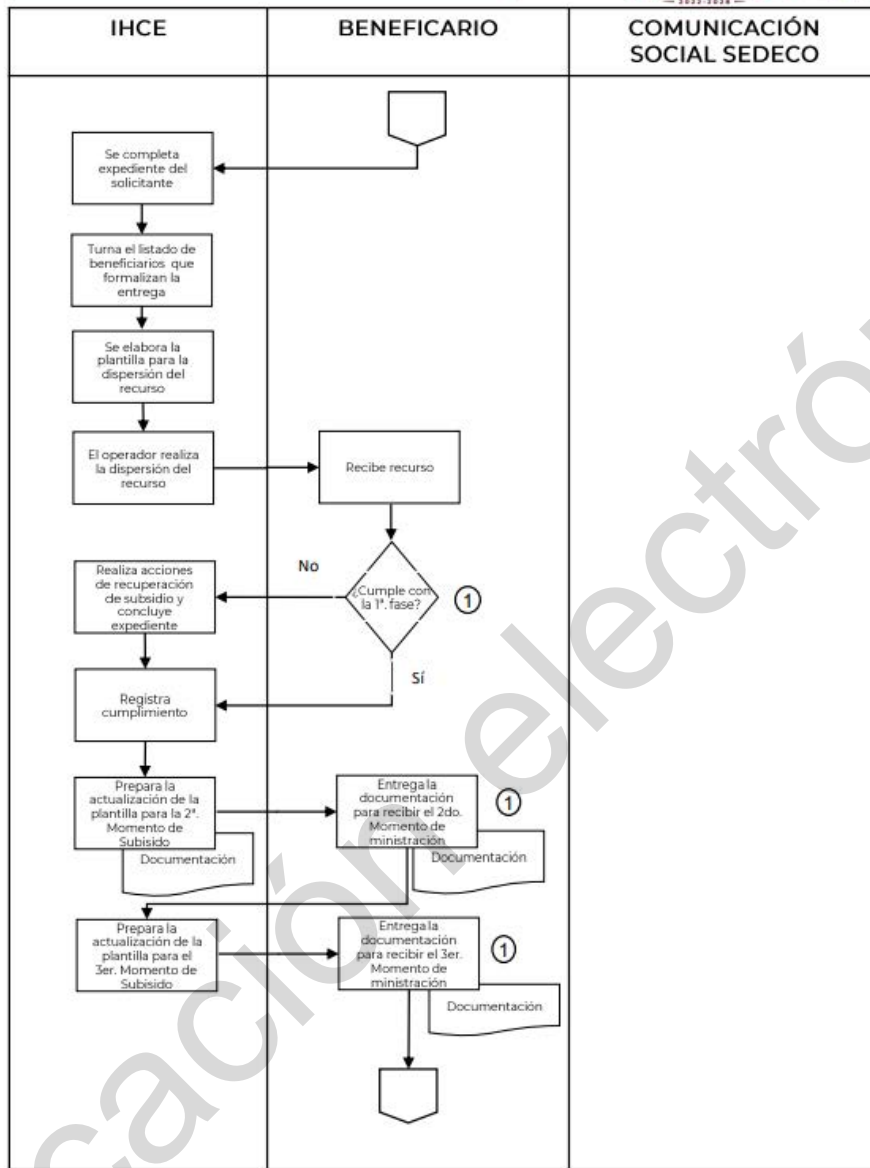 2022-2028
IHCE
BENEFICARIO
COMUNICACIÓN
SOCIAL SEDECO
Se completa
expediente del
solicitante
Turna el listado de
beneficiarios que
formalizan la
entrega
Se elabora la
plantilla para la
dispersión del
recurso
El operador realiza
la dispersión del
recurso
Recibe recurso
¿Cumple con
la 1ª. fase?
1
No
Realiza acciones
de recuperación
de subsidio y
concluye
expediente
Sí
Registra
cumplimiento
Prepara la
actualización de la
plantilla para la 2ª.
Momento de
Subisido
Documentación
Entrega la
documentación
para recibir el 2do.
Momento de
ministración
1
Documentación
Prepara la
actualización de la
plantilla para el
3er. Momento de
Subisido
Entrega la
documentación
para recibir el 3er.
Momento de
ministración
1
Documentación
cación electró